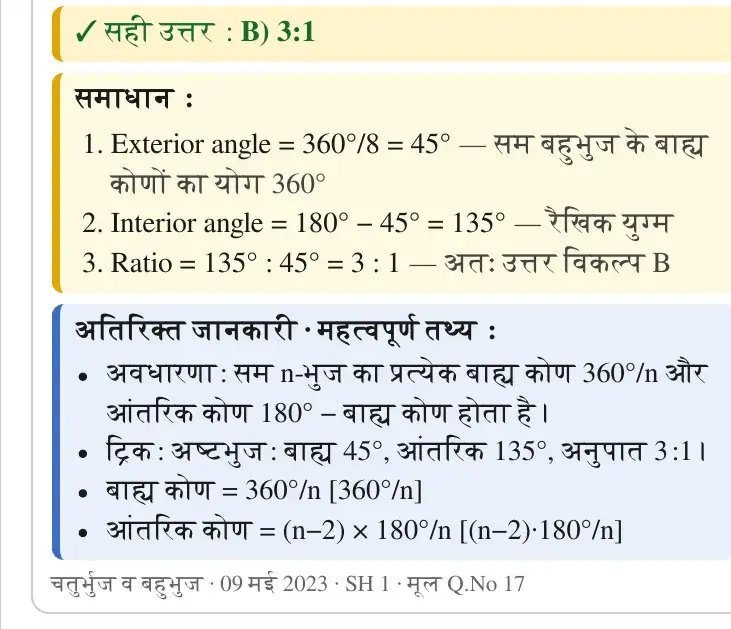 ✓ सही उत्तर : B) 3:1
समाधान :
1. Exterior angle = 360°/8 = 45° — सम बहुभुज के बाह्य
कोणों का योग 360°
2. Interior angle = 180° − 45° = 135° — रैखिक युग्म
3. Ratio = 135° : 45° = 3 : 1 — अतः उत्तर विकल्प B
अतिरिक्त जानकारी · महत्वपूर्ण तथ्य :
• अवधारणा : सम n-भुज का प्रत्येक बाह्य कोण 360°/n और
आंतरिक कोण 180° – बाह्य कोण होता है।
• ट्रिक : अष्टभुज : बाह्य 45°, आंतरिक 135°, अनुपात 3:1।
• बाह्य कोण = 360°/n [360°/n]
• आंतरिक कोण = (n−2) × 180°/n [(n−2)·180°/n]
चतुर्भुज व बहुभुज · 09 मई 2023 · SH 1 · मूल Q.No 17